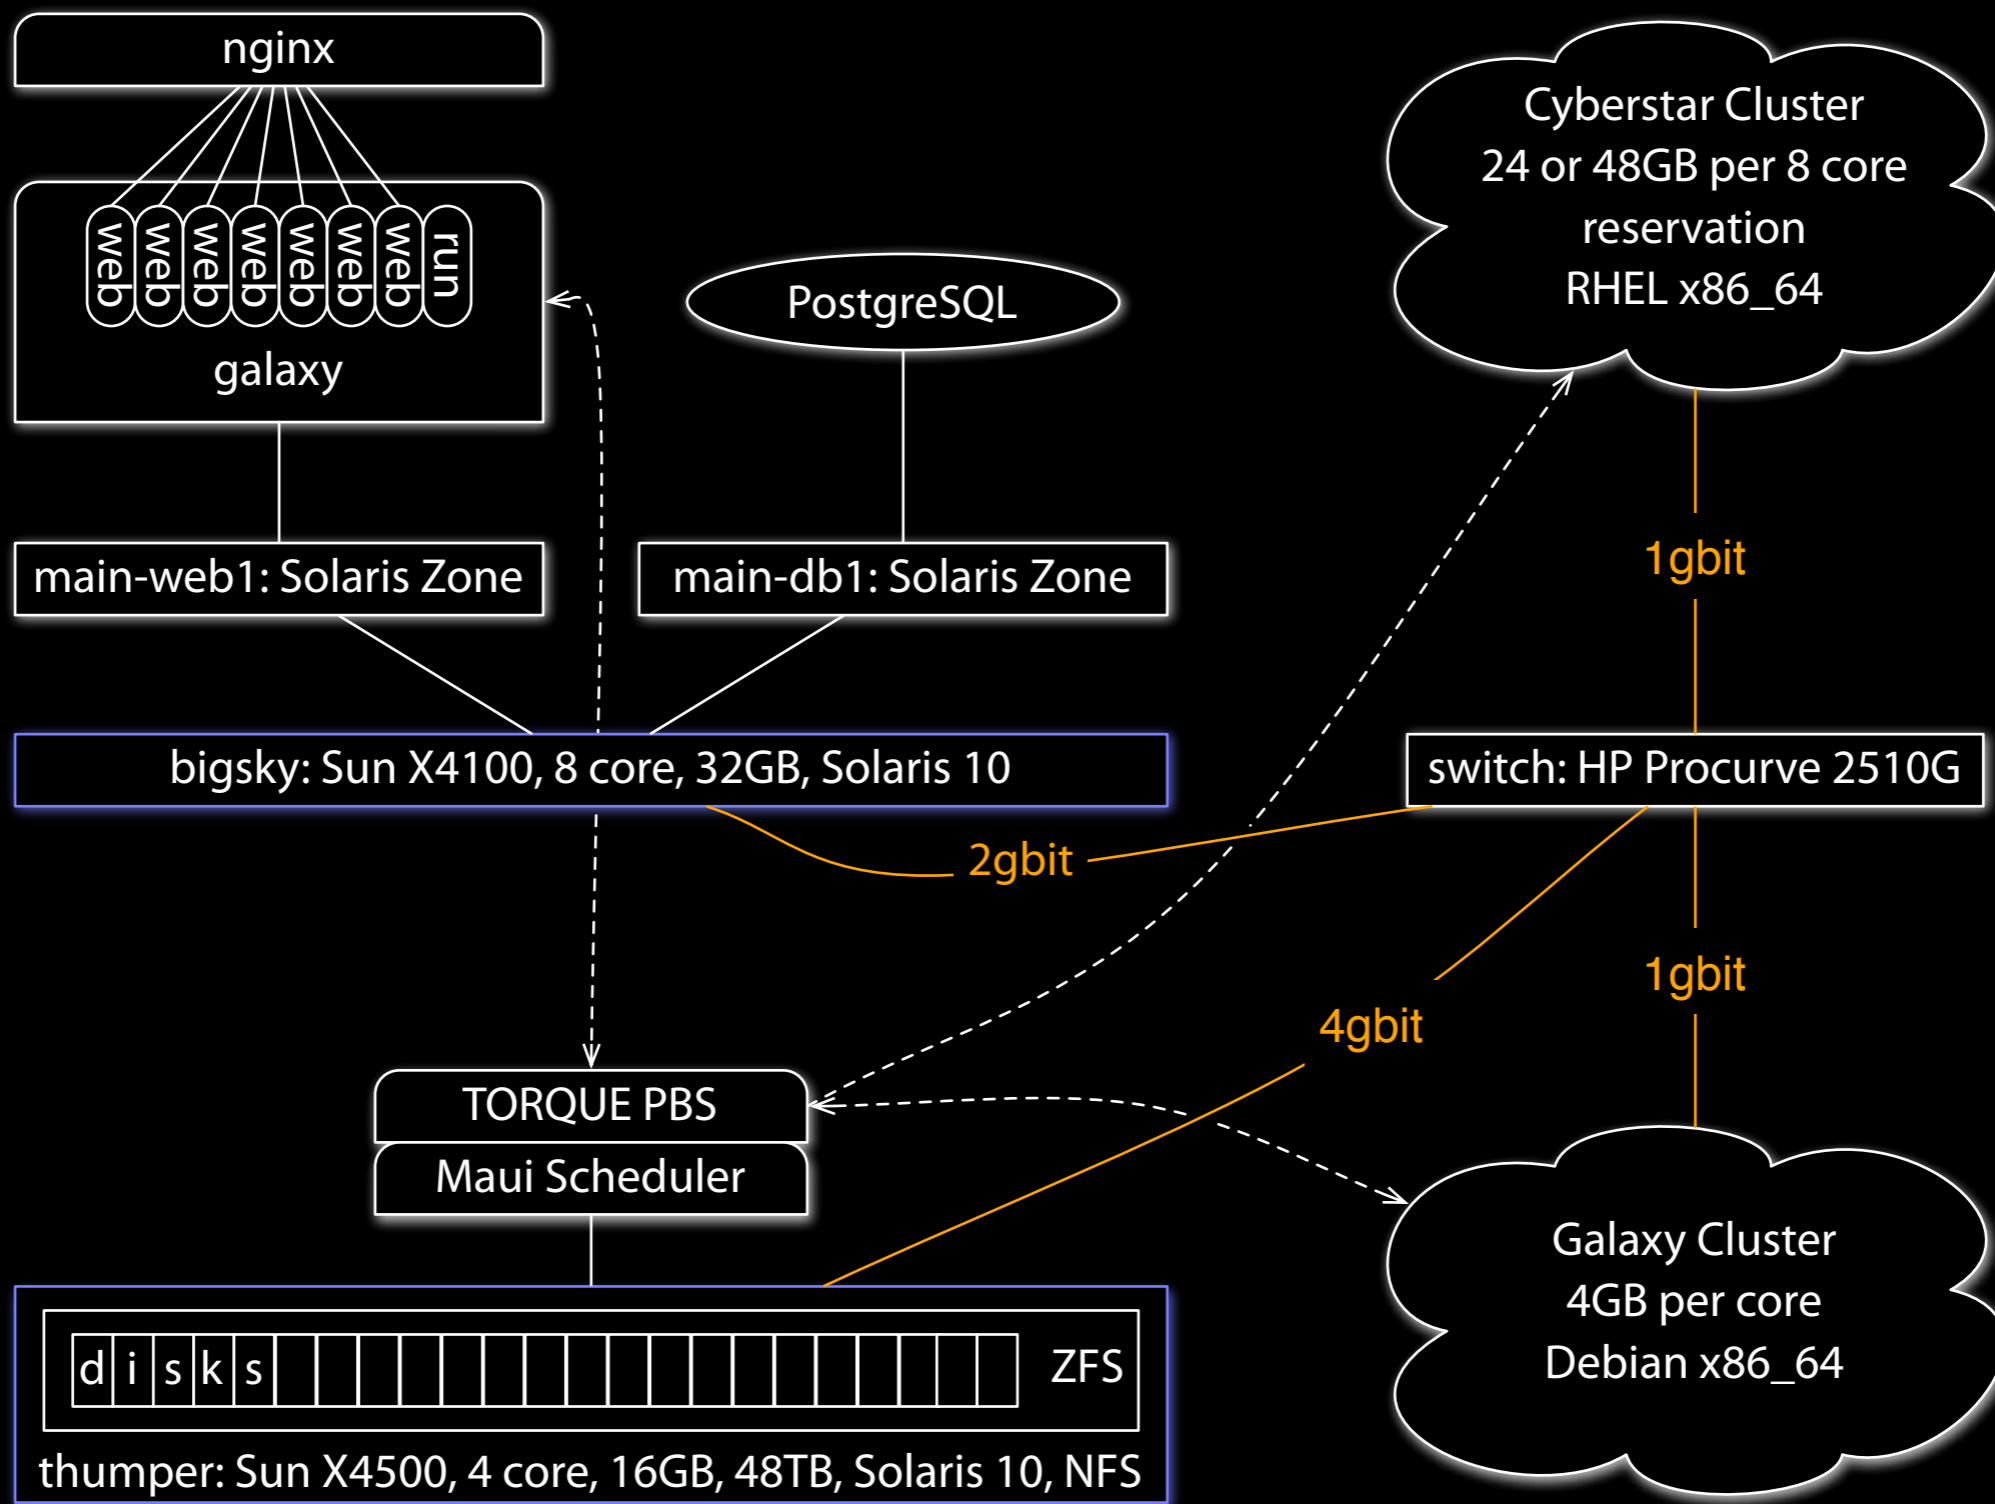 nginx
web
web
web
web
web
web
web
run
galaxy
PostgreSQL
main-web1: Solaris Zone
main-db1: Solaris Zone
bigsky: Sun X4100, 8 core, 32GB, Solaris 10
Cyberstar Cluster
24 or 48GB per 8 core
reservation
RHEL x86_64
1gbit
switch: HP Procurve 2510G
2gbit
4gbit
1gbit
TORQUE PBS
Maui Scheduler
disks
ZFS
thumper: Sun X4500, 4 core, 16GB, 48TB, Solaris 10, NFS
Galaxy Cluster
4GB per core
Debian x86_64